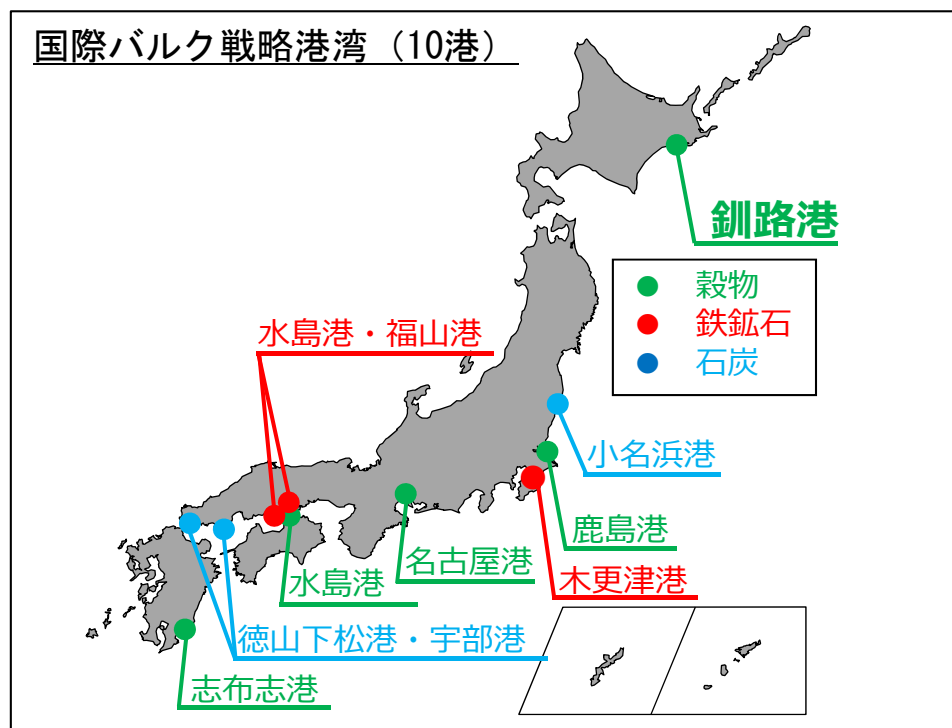 国際バルク戦略港湾（10港）
釧路港
穀物
鉄鉱石
石炭
水島港・福山港
小名浜港
鹿島港
名古屋港
木更津港
水島港
徳山下松港・宇部港
志布志港